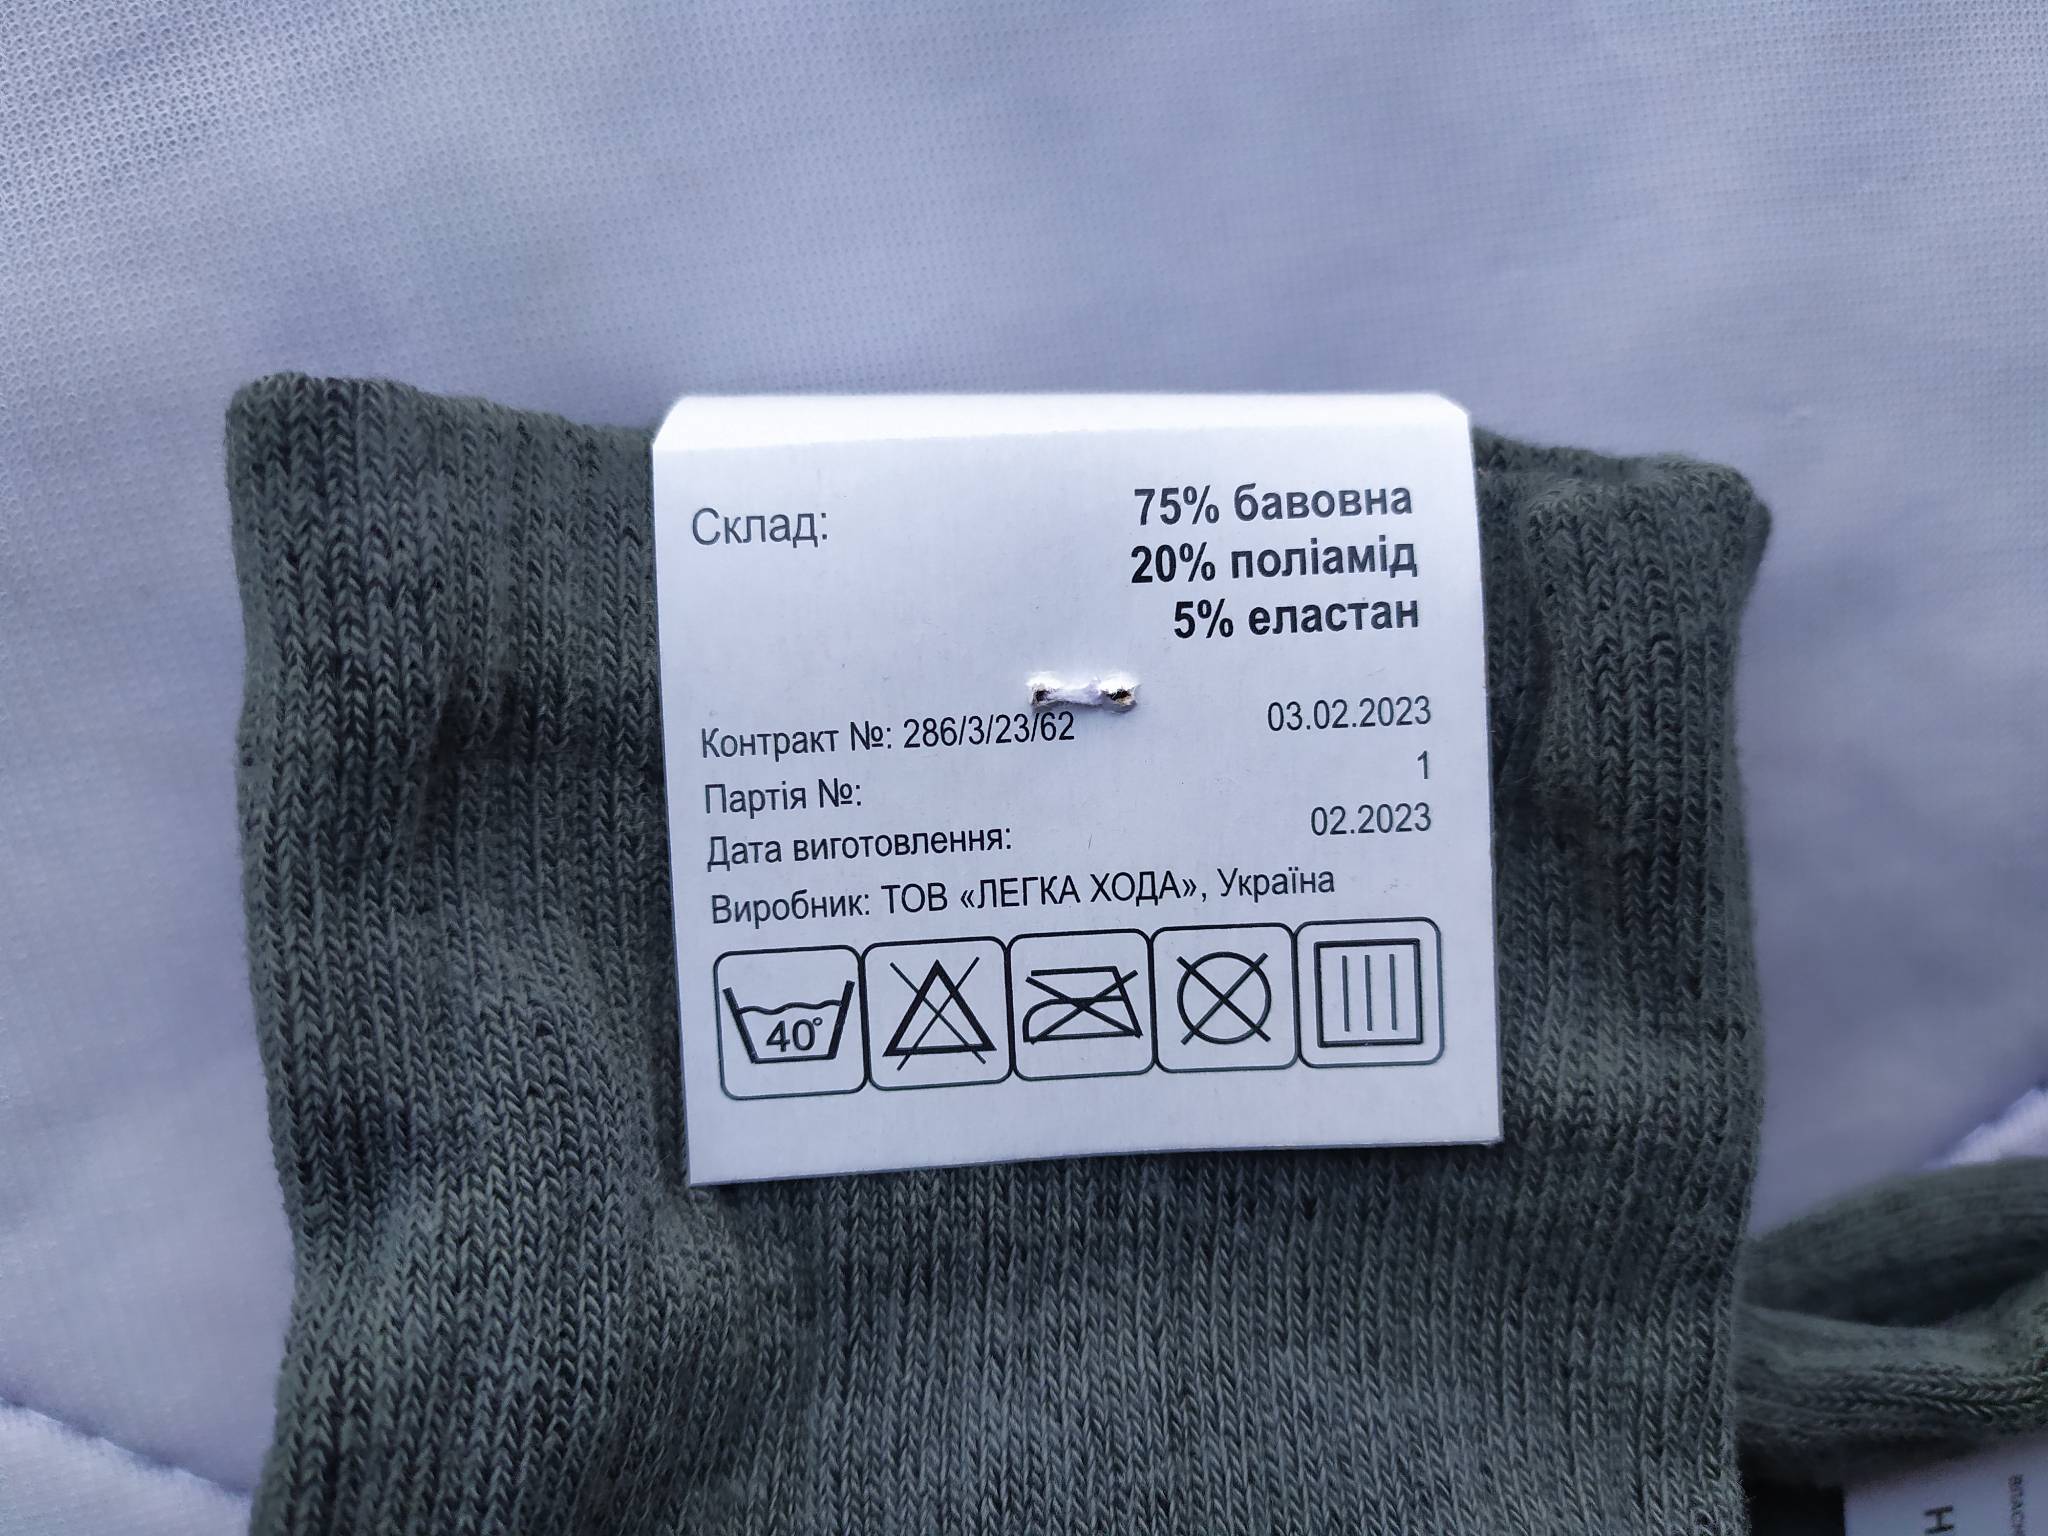 Склад: 75% бавовна
20% поліамід
5% еластан
Контракт №: 286/3/23/62 03.02.2023
Партія №: 1
Дата виготовлення: 02.2023
Виробник: ТОВ «ЛЕГКА ХОДА», Україна
40°